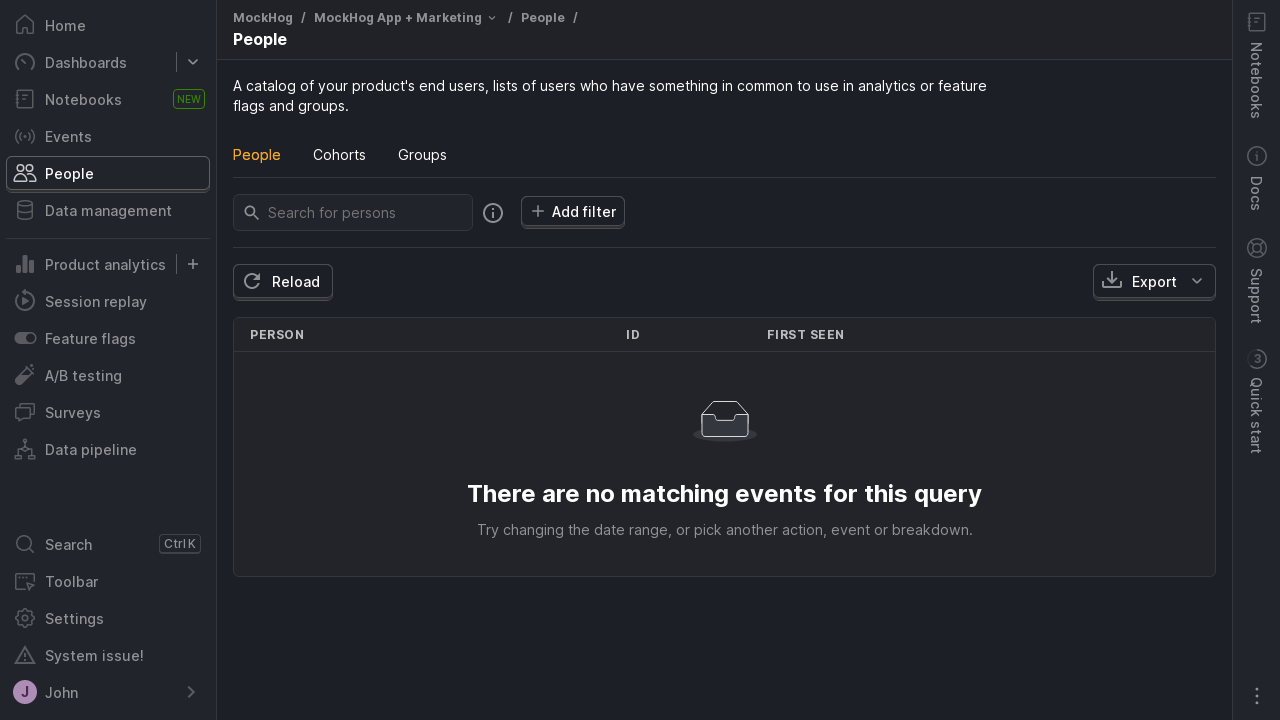 Home
Dashboards
Notebooks
NEW
Events
People
Data management
Product analytics
Session replay
Feature flags
A/B testing
Surveys
Data pipeline
Search
Ctrl K
Toolbar
Settings
System issue!
J
John
MockHog / MockHog App + Marketing / People /
People
A catalog of your product's end users, lists of users who have something in common to use in analytics or feature
flags and groups.
People
Cohorts
Groups
Search for persons
Add filter
Reload
Export
PERSON
ID
FIRST SEEN
There are no matching events for this query
Try changing the date range, or pick another action, event or breakdown.
Notebooks
Docs
Support
3
Quick start